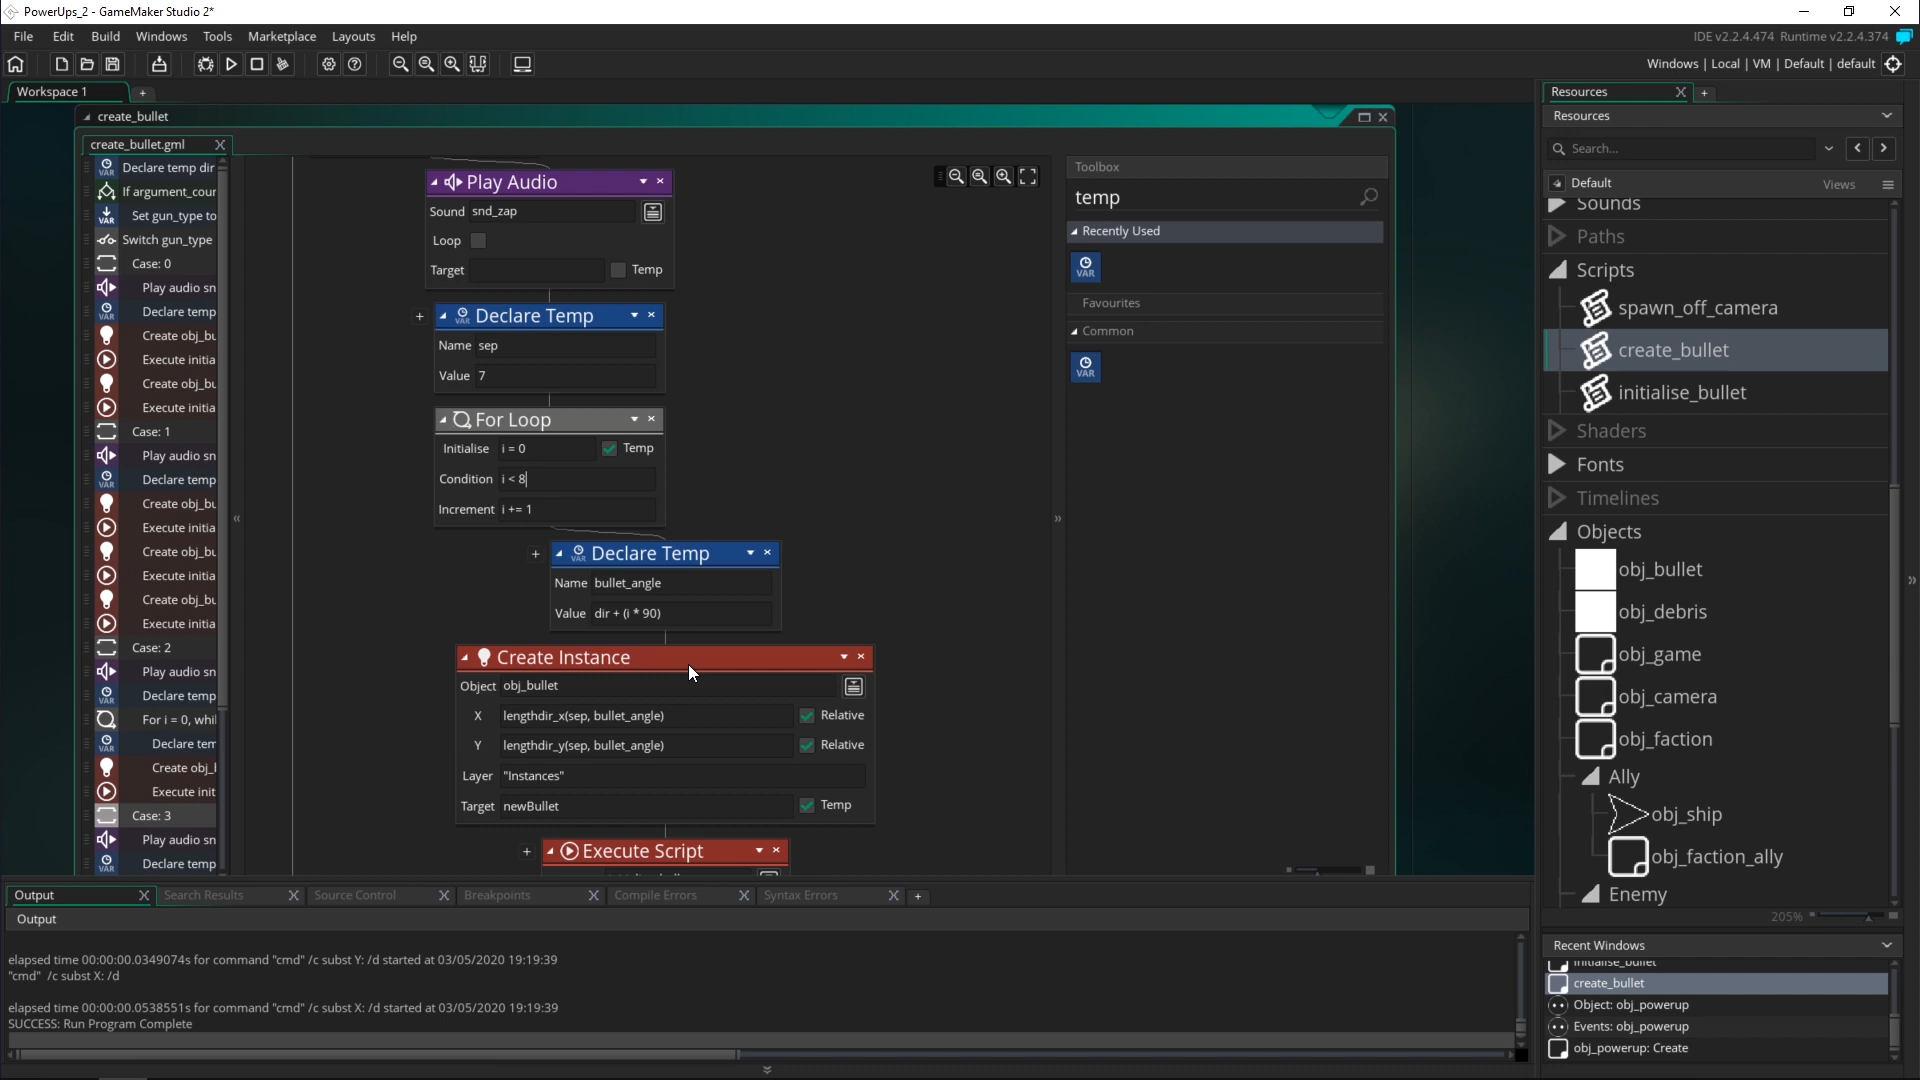 PowerUps_2 - GameMaker Studio 2*
File Edit Build Windows Tools Marketplace Layouts Help
IDE v2.2.4.474 Runtime v2.2.4.374
Windows | Local | VM | Default | default
Workspace 1
create_bullet
create_bullet.gml
Declare temp dir
If argument_cour
Set gun_type to
Switch gun_type
Case: 0
Play audio sn
Declare temp
Create obj_bu
Execute initia
Create obj_bu
Execute initia
Case: 1
Play audio sn
Declare temp
Create obj_bu
Execute initia
Create obj_bu
Execute initia
Create obj_bu
Execute initia
Case: 2
Play audio sn
Declare temp
For i = 0, whil
Declare tem
Create obj_l
Execute init
Case: 3
Play audio sn
Declare temp
Play Audio
Sound snd_zap
Loop
Target Temp
VAR Declare Temp
Name sep
Value 7
For Loop
Initialise i = 0 Temp
Condition i < 8
Increment i += 1
VAR Declare Temp
Name bullet_angle
Value dir + (i * 90)
Create Instance
Object obj_bullet
X lengthdir_x(sep, bullet_angle) Relative
Y lengthdir_y(sep, bullet_angle) Relative
Layer "Instances"
Target newBullet Temp
Execute Script
Toolbox
temp
Recently Used
VAR
Favourites
Common
VAR
Resources
Resources
Search...
Default Views
Sounds
Paths
Scripts
spawn_off_camera
create_bullet
initialise_bullet
Shaders
Fonts
Timelines
Objects
obj_bullet
obj_debris
obj_game
obj_camera
obj_faction
Ally
obj_ship
obj_faction_ally
Enemy
205%
Recent Windows
initialise_bullet
create_bullet
Object: obj_powerup
Events: obj_powerup
obj_powerup: Create
Output Search Results Source Control Breakpoints Compile Errors Syntax Errors
Output
elapsed time 00:00:00.0349074s for command "cmd" /c subst Y: /d started at 03/05/2020 19:19:39
"cmd" /c subst X: /d
elapsed time 00:00:00.0538551s for command "cmd" /c subst X: /d started at 03/05/2020 19:19:39
SUCCESS: Run Program Complete